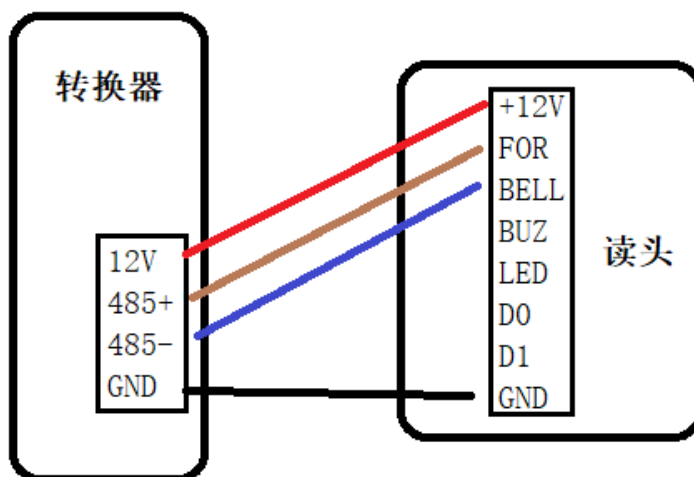 转换器
12V
485+
485-
GND
+12V
FOR
BELL
BUZ
LED
D0
D1
GND
读头